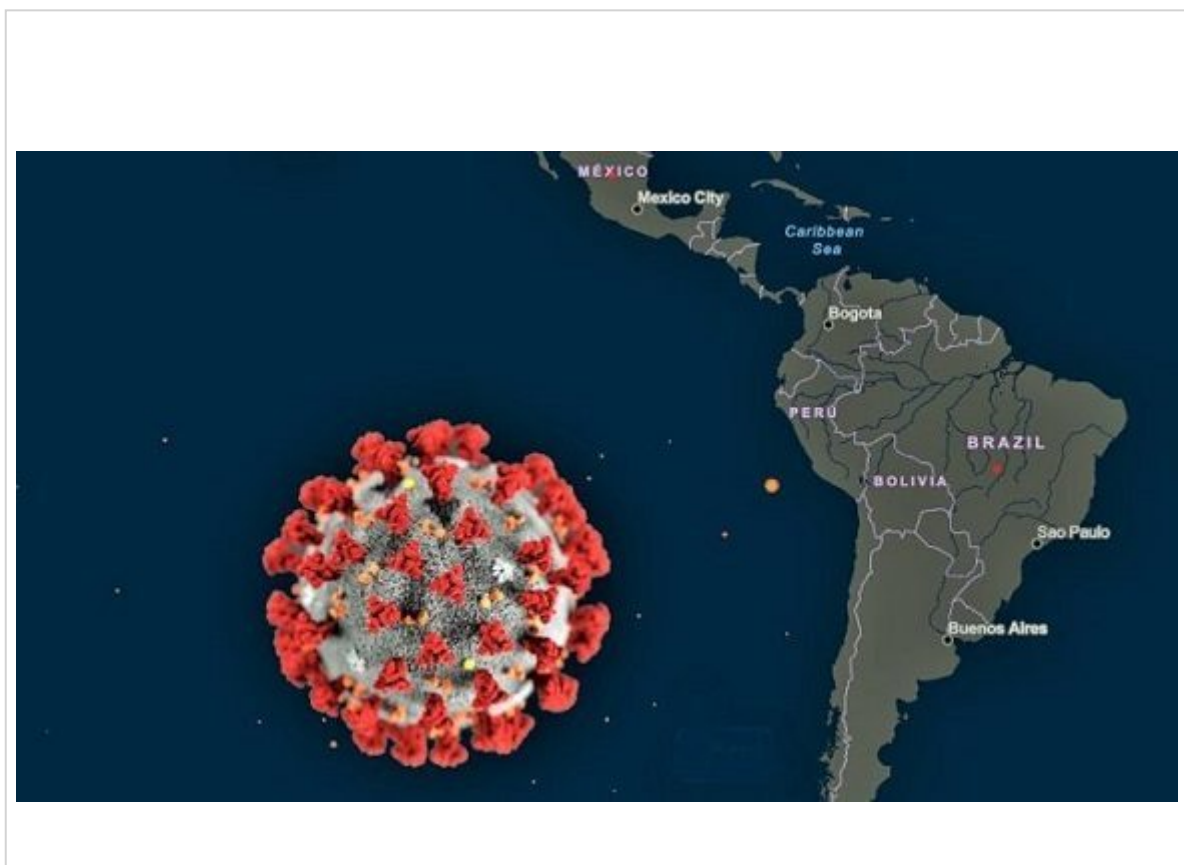 MÉXICO
Mexico City
Caribbean
Sea
Bogota
PERÚ
BRAZIL
BOLIVIA
Sao Paulo
Buenos Aires